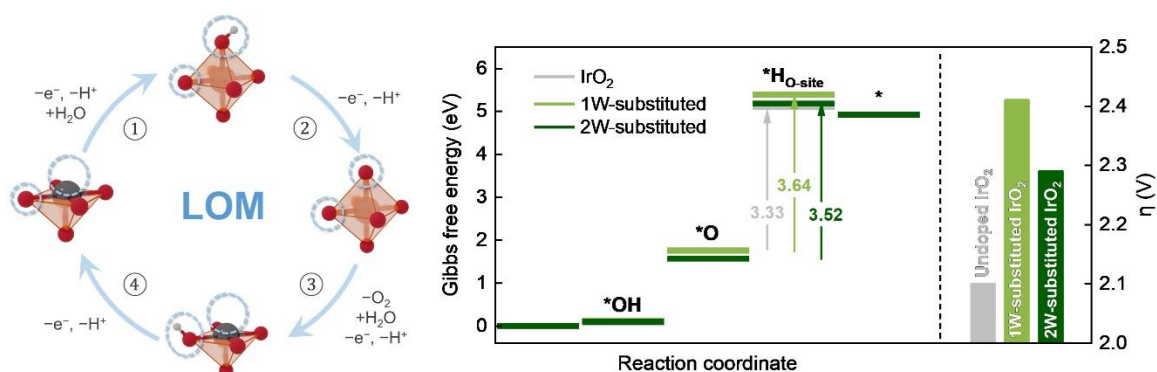 −e⁻, −H⁺
+H₂O
①
−e⁻, −H⁺
②
LOM
④
−e⁻, −H⁺
③
−O₂
+H₂O
−e⁻, −H⁺
Gibbs free energy (eV)
6
5
4
3
2
1
0
IrO₂
1W-substituted
2W-substituted
*OH
*O
*H_O-site
*
3.33
3.64
3.52
Reaction coordinate
Undoped IrO₂
1W-substituted IrO₂
2W-substituted IrO₂
2.5
2.4
2.3
2.2
2.1
2.0
η (V)